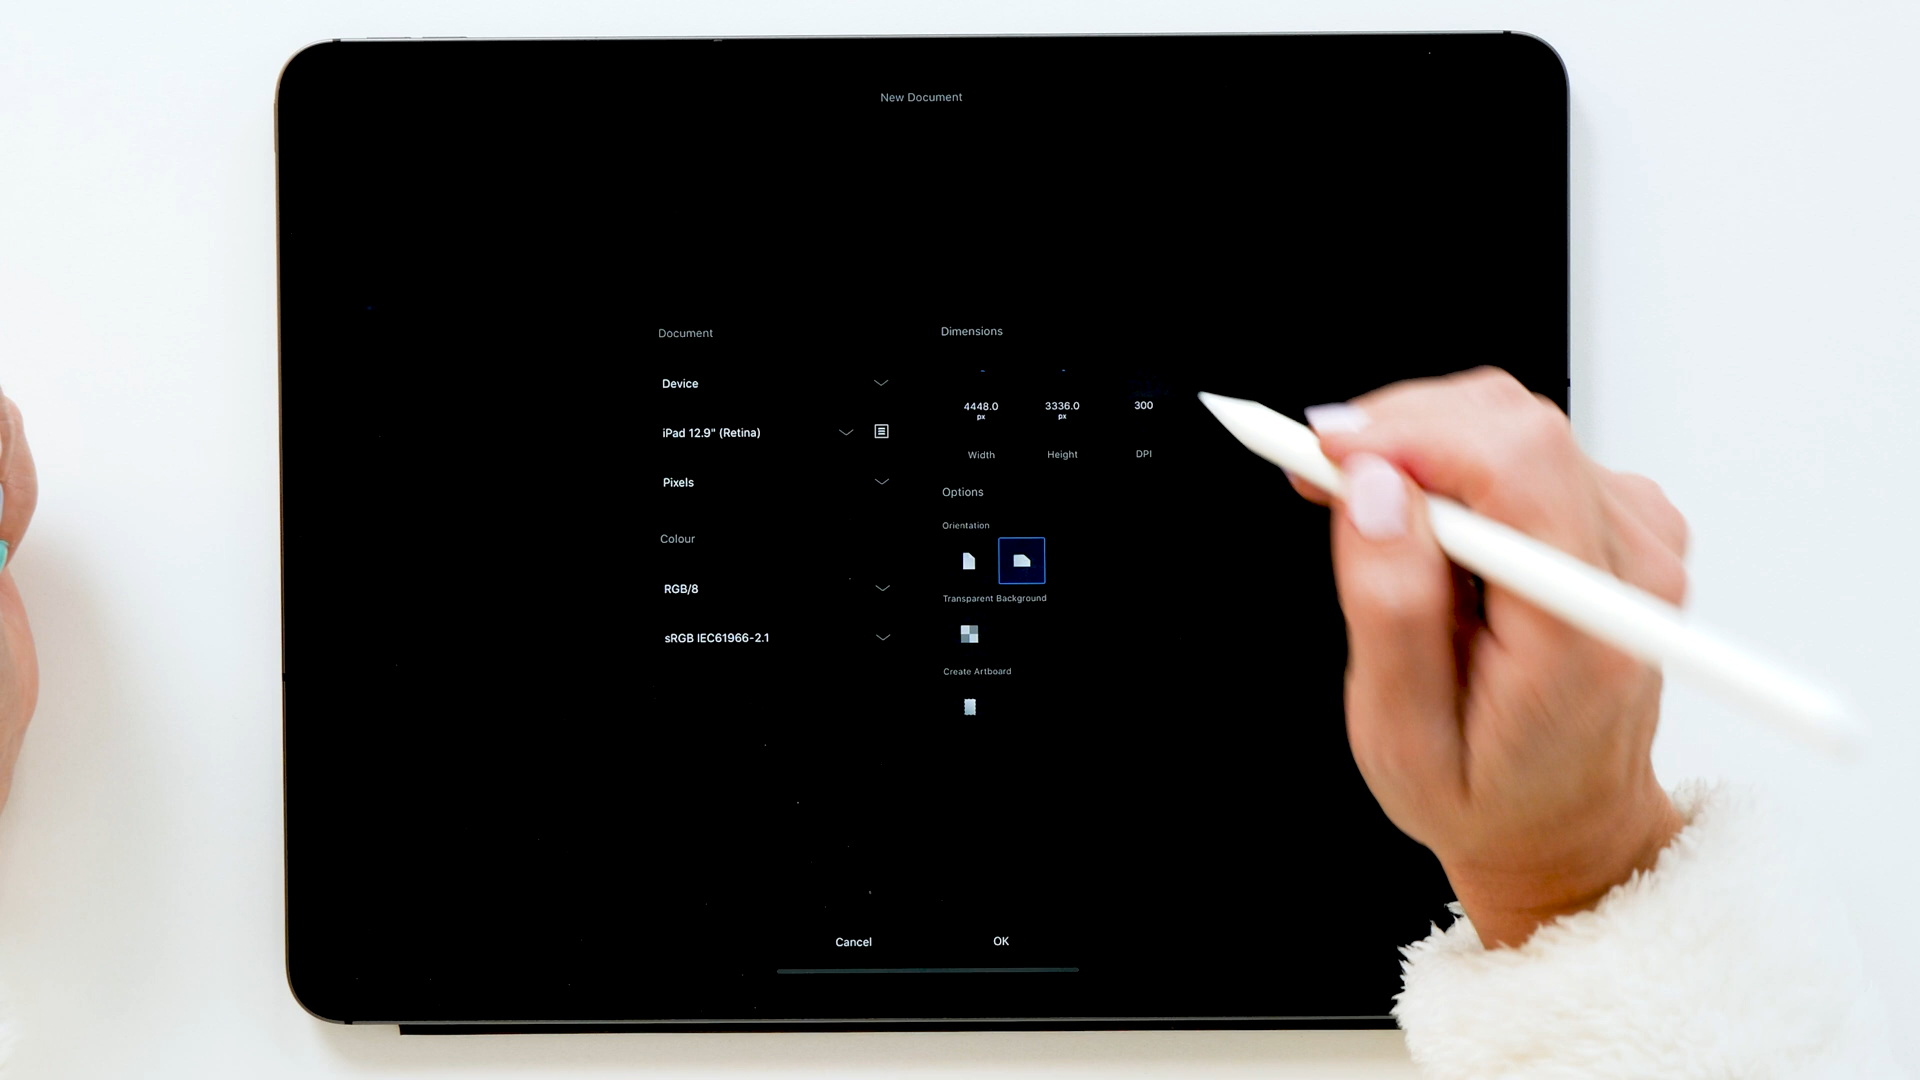 New Document
Document
Device
iPad 12.9" (Retina)
Pixels
Colour
RGB/8
sRGB IEC61966-2.1
Dimensions
4448.0 3336.0 300
px px
Width Height DPI
Options
Orientation
Transparent Background
Create Artboard
Cancel OK